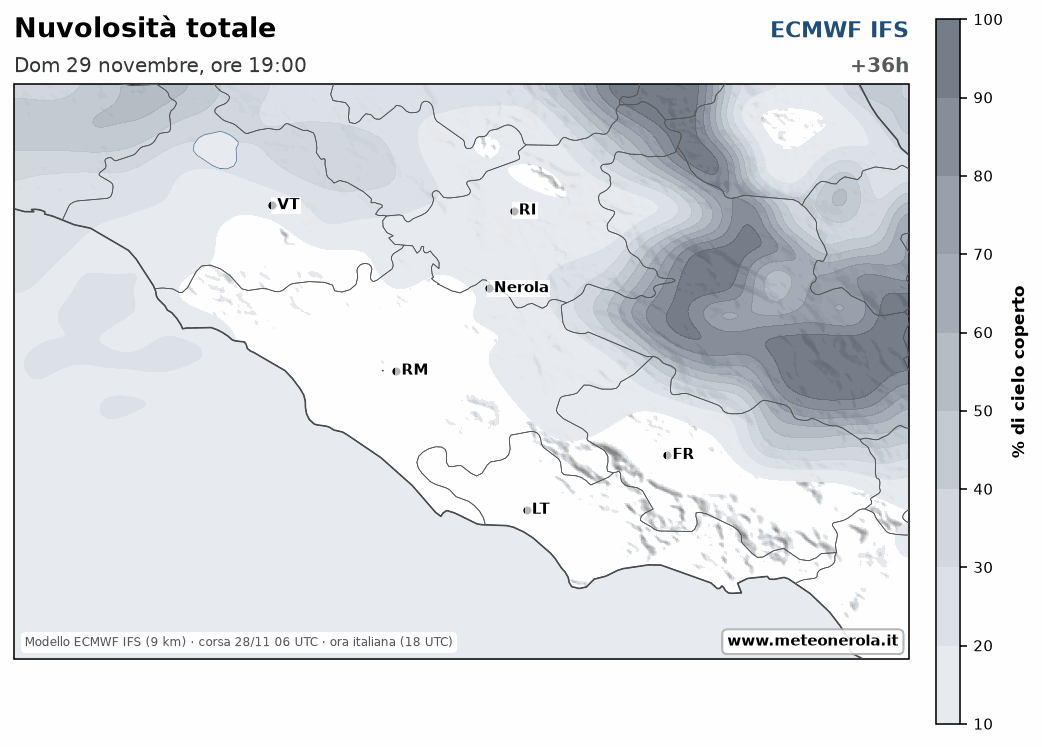 Nuvolosità totale
ECMWF IFS
Dom 29 novembre, ore 19:00
+36h
100
90
80
70
60
50
40
30
20
10
% di cielo coperto
VT
RI
Nerola
RM
FR
LT
Modello ECMWF IFS (9 km) · corsa 28/11 06 UTC · ora italiana (18 UTC)
www.meteonerola.it